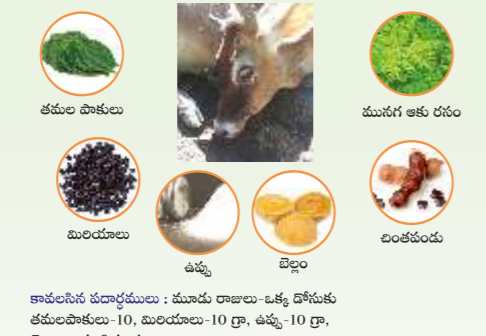 తమల పాకులు
మునగ ఆకు రసం
మిరియాలు
ఉప్పు
బెల్లం
చింతపండు
కావలసిన పదార్థములు : మూడు రాజులు-ఒక్క డోసుకు
తమలపాకులు-10, మిరియాలు-10 గ్రా, ఉప్పు-10 గ్రా,